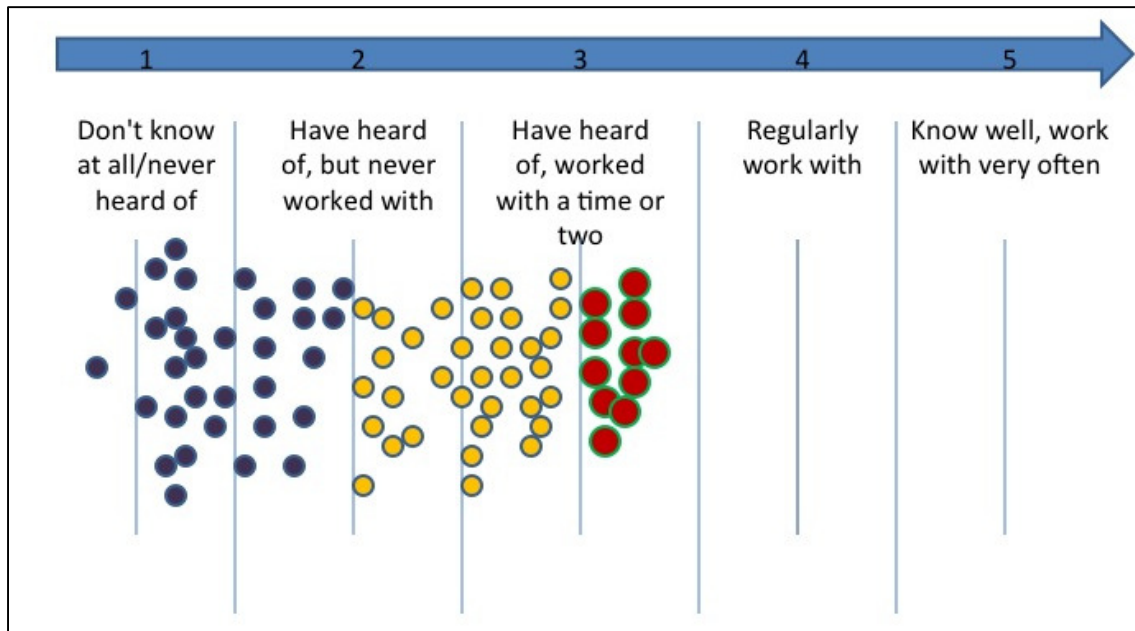 1 2 3 4 5
Don't know
at all/never
heard of
Have heard
of, but never
worked with
Have heard
of, worked
with a time or
two
Regularly
work with
Know well, work
with very often